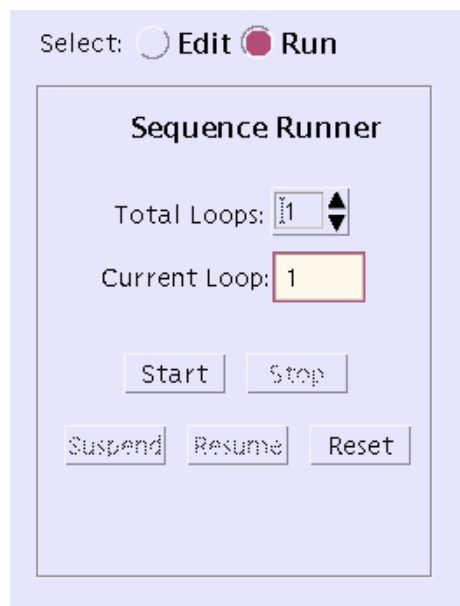 Select: Edit Run
Sequence Runner
Total Loops: 1
Current Loop: 1
Start Stop
Suspend Resume Reset